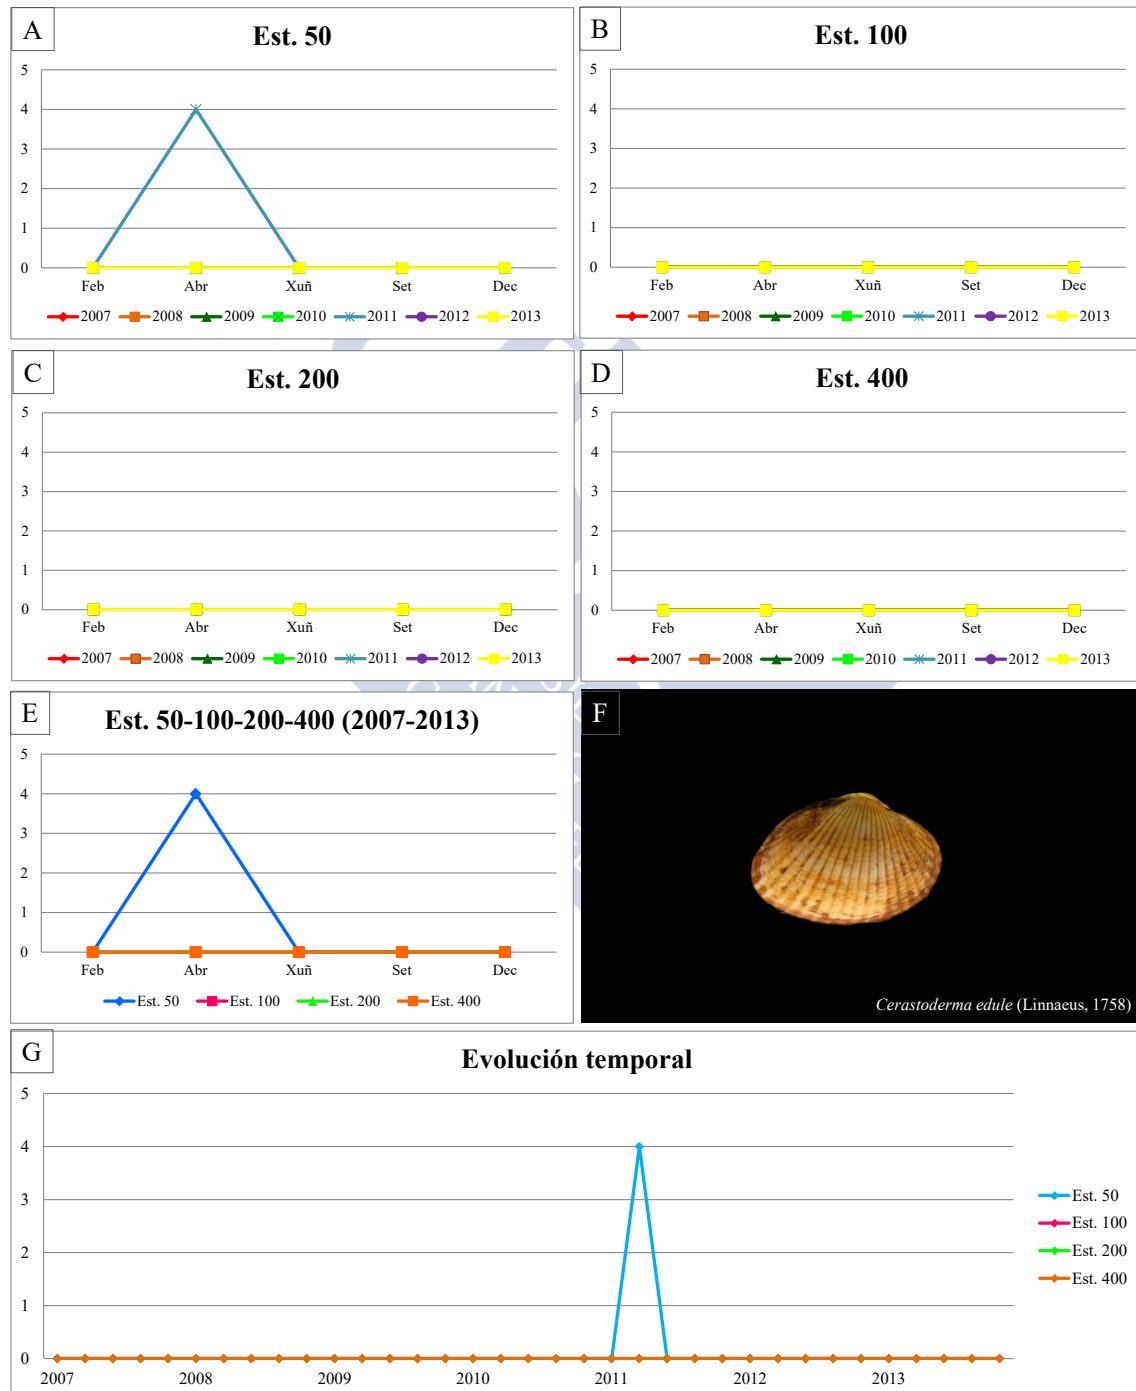 A
Est. 50
5
4
3
2
1
0
Feb Abr Xuñ Set Dec
2007 2008 2009 2010 2011 2012 2013
B
Est. 100
5
4
3
2
1
0
Feb Abr Xuñ Set Dec
2007 2008 2009 2010 2011 2012 2013
C
Est. 200
5
4
3
2
1
0
Feb Abr Xuñ Set Dec
2007 2008 2009 2010 2011 2012 2013
D
Est. 400
5
4
3
2
1
0
Feb Abr Xuñ Set Dec
2007 2008 2009 2010 2011 2012 2013
E
Est. 50-100-200-400 (2007-2013)
5
4
3
2
1
0
Feb Abr Xuñ Set Dec
Est. 50 Est. 100 Est. 200 Est. 400
F
Cerastoderma edule (Linnaeus, 1758)
G
Evolución temporal
5
4
3
2
1
0
2007 2008 2009 2010 2011 2012 2013
Est. 50
Est. 100
Est. 200
Est. 400